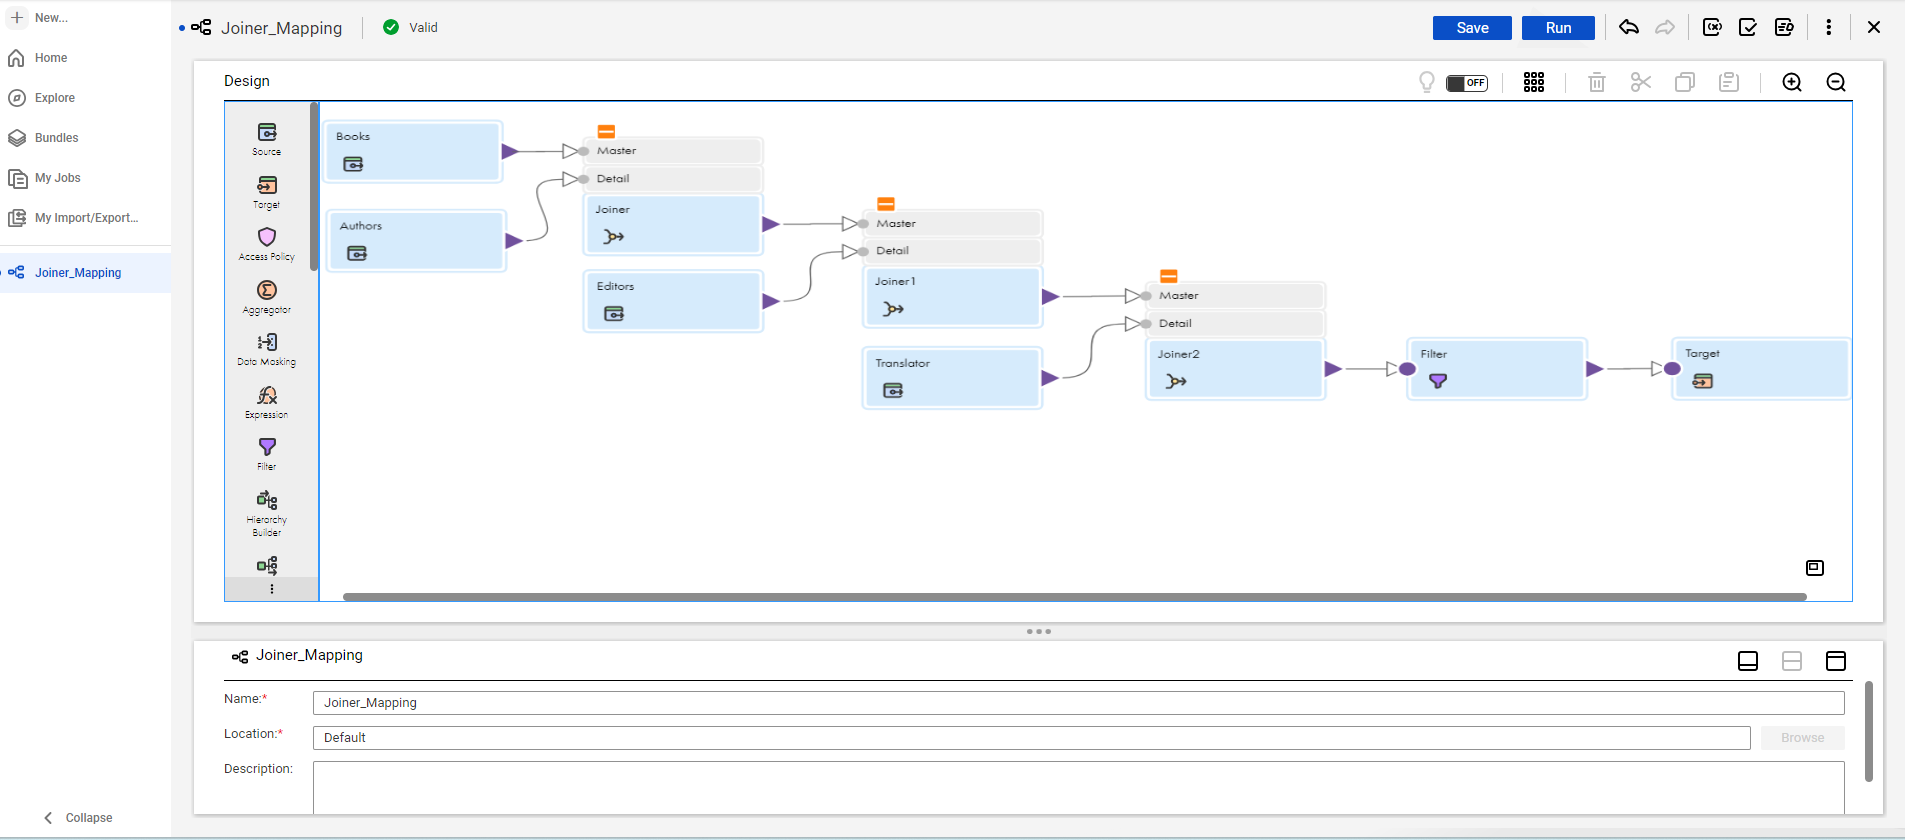 New...
Home
Explore
Bundles
My Jobs
My Import/Export...
Joiner_Mapping
Collapse
Joiner_Mapping
Valid
Save
Run
Design
OFF
Source
Target
Access Policy
Aggregator
Data Masking
Expression
Filter
Hierarchy
Builder
Books
Authors
Master
Detail
Joiner
Editors
Master
Detail
Joiner1
Translator
Master
Detail
Joiner2
Filter
Target
Joiner_Mapping
Name:*
Joiner_Mapping
Location:*
Default
Browse
Description: